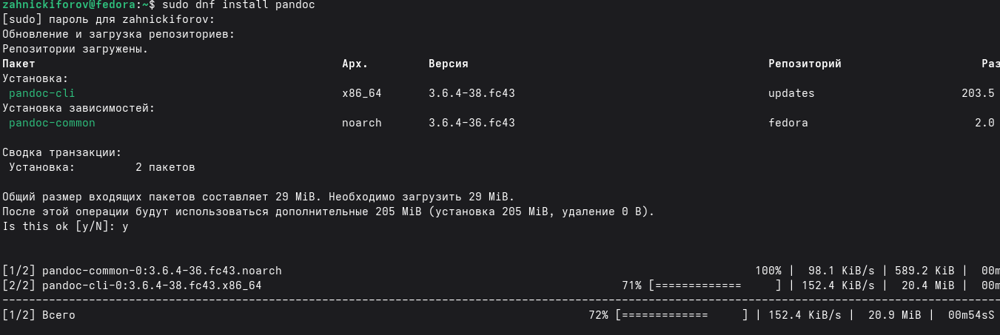 zahnickiforov@fedora:~$ sudo dnf install pandoc
[sudo] пароль для zahnickiforov:
Обновление и загрузка репозиториев:
Репозитории загружены.
Пакет Арх. Версия Репозиторий Раз
Установка:
pandoc-cli x86_64 3.6.4-38.fc43 updates 203.5
Установка зависимостей:
pandoc-common noarch 3.6.4-36.fc43 fedora 2.0
Сводка транзакции:
Установка: 2 пакетов
Общий размер входящих пакетов составляет 29 MiB. Необходимо загрузить 29 MiB.
После этой операции будут использоваться дополнительные 205 MiB (установка 205 MiB, удаление 0 B).
Is this ok [y/N]: y
[1/2] pandoc-common-0:3.6.4-36.fc43.noarch 100% | 98.1 KiB/s | 589.2 KiB | 00m
[2/2] pandoc-cli-0:3.6.4-38.fc43.x86_64 71% [============= ] | 152.4 KiB/s | 20.4 MiB | 00m
[1/2] Всего 72% [============= ] | 152.4 KiB/s | 20.9 MiB | 00m54sS